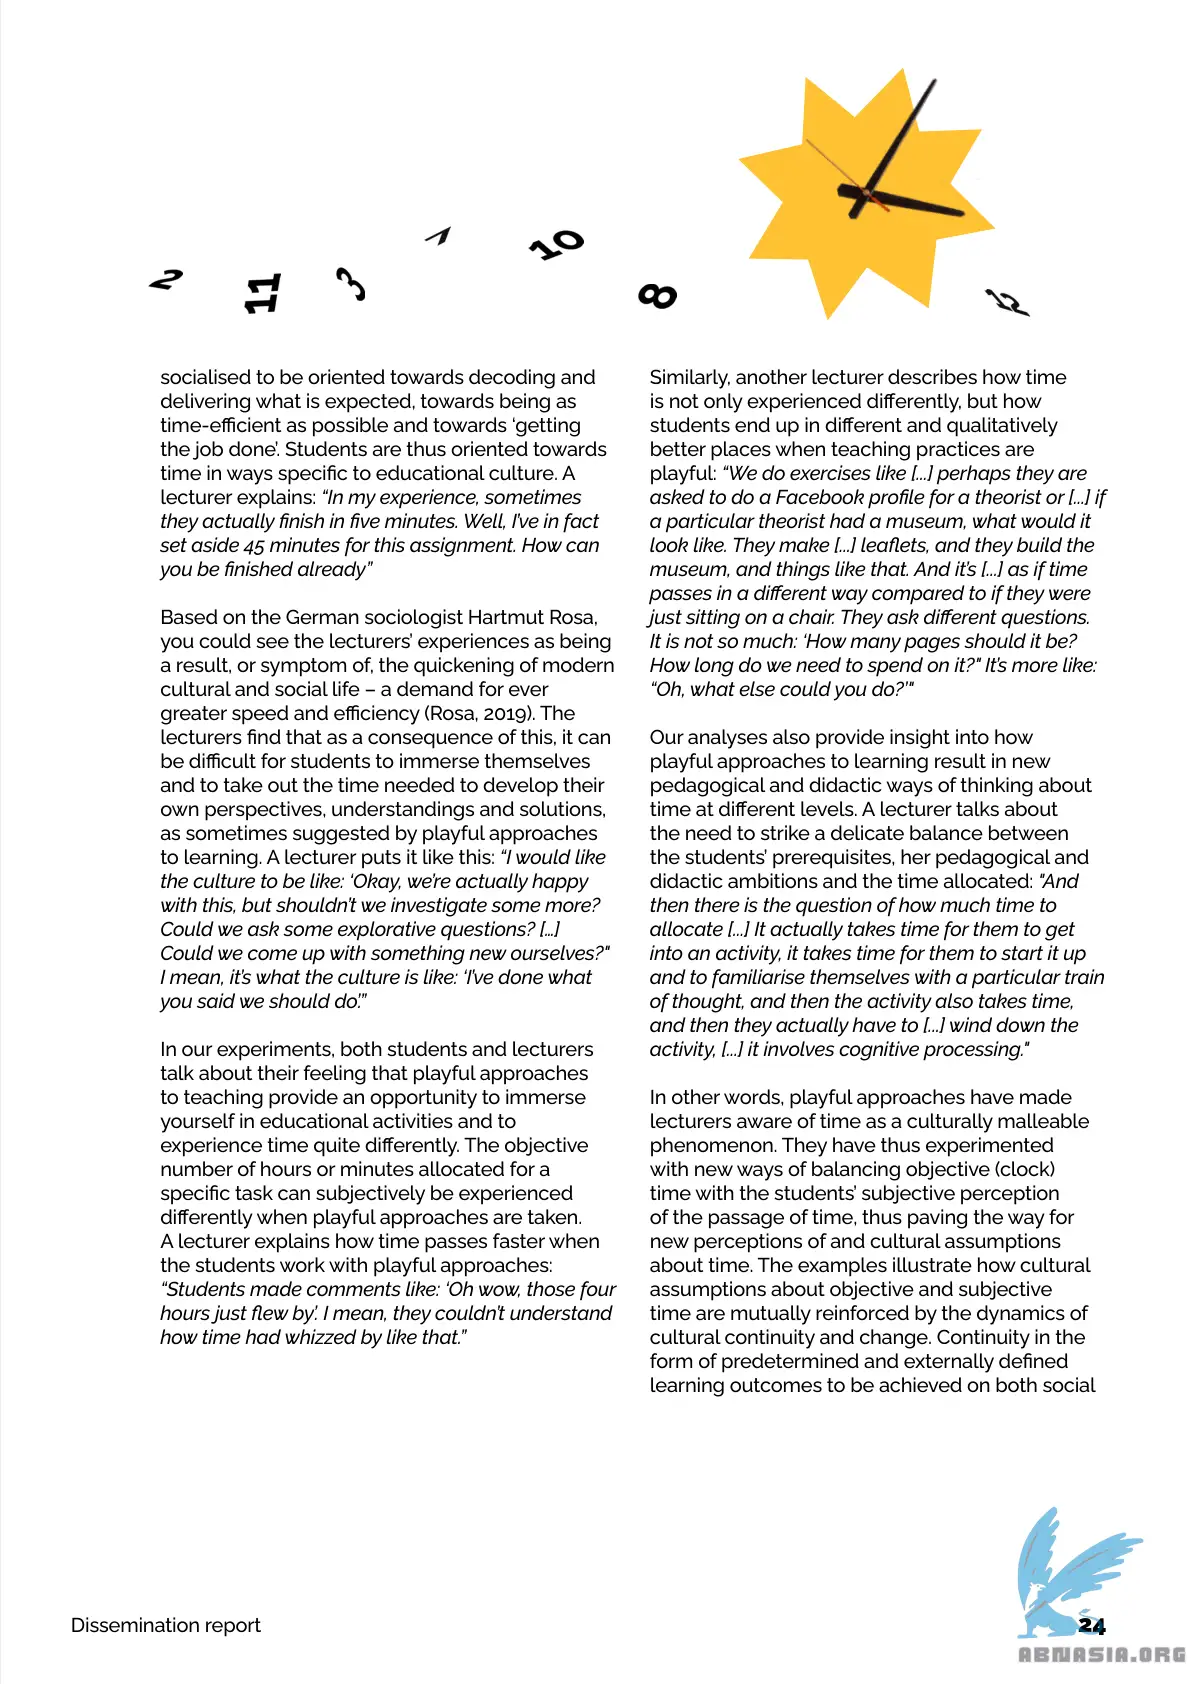 2
11
3
1
10
8
12
socialised to be oriented towards decoding and
delivering what is expected, towards being as
time-efficient as possible and towards ‘getting
the job done’. Students are thus oriented towards
time in ways specific to educational culture. A
lecturer explains: “In my experience, sometimes
they actually finish in five minutes. Well, I’ve in fact
set aside 45 minutes for this assignment. How can
you be finished already”
Based on the German sociologist Hartmut Rosa,
you could see the lecturers’ experiences as being
a result, or symptom of, the quickening of modern
cultural and social life – a demand for ever
greater speed and efficiency (Rosa, 2019). The
lecturers find that as a consequence of this, it can
be difficult for students to immerse themselves
and to take out the time needed to develop their
own perspectives, understandings and solutions,
as sometimes suggested by playful approaches
to learning. A lecturer puts it like this: “I would like
the culture to be like: ‘Okay, we’re actually happy
with this, but shouldn’t we investigate some more?
Could we ask some explorative questions? […]
Could we come up with something new ourselves?"
I mean, it’s what the culture is like: ‘I’ve done what
you said we should do’.”
In our experiments, both students and lecturers
talk about their feeling that playful approaches
to teaching provide an opportunity to immerse
yourself in educational activities and to
experience time quite differently. The objective
number of hours or minutes allocated for a
specific task can subjectively be experienced
differently when playful approaches are taken.
A lecturer explains how time passes faster when
the students work with playful approaches:
“Students made comments like: ‘Oh wow, those four
hours just flew by’. I mean, they couldn’t understand
how time had whizzed by like that.”
Similarly, another lecturer describes how time
is not only experienced differently, but how
students end up in different and qualitatively
better places when teaching practices are
playful: “We do exercises like [...] perhaps they are
asked to do a Facebook profile for a theorist or [...] if
a particular theorist had a museum, what would it
look like. They make [...] leaflets, and they build the
museum, and things like that. And it’s [...] as if time
passes in a different way compared to if they were
just sitting on a chair. They ask different questions.
It is not so much: ‘How many pages should it be?
How long do we need to spend on it?" It’s more like:
“Oh, what else could you do?’"
Our analyses also provide insight into how
playful approaches to learning result in new
pedagogical and didactic ways of thinking about
time at different levels. A lecturer talks about
the need to strike a delicate balance between
the students’ prerequisites, her pedagogical and
didactic ambitions and the time allocated: "And
then there is the question of how much time to
allocate [...] It actually takes time for them to get
into an activity, it takes time for them to start it up
and to familiarise themselves with a particular train
of thought, and then the activity also takes time,
and then they actually have to [...] wind down the
activity, [...] it involves cognitive processing."
In other words, playful approaches have made
lecturers aware of time as a culturally malleable
phenomenon. They have thus experimented
with new ways of balancing objective (clock)
time with the students’ subjective perception
of the passage of time, thus paving the way for
new perceptions of and cultural assumptions
about time. The examples illustrate how cultural
assumptions about objective and subjective
time are mutually reinforced by the dynamics of
cultural continuity and change. Continuity in the
form of predetermined and externally defined
learning outcomes to be achieved on both social
Dissemination report
24
ABNASIA.ORG